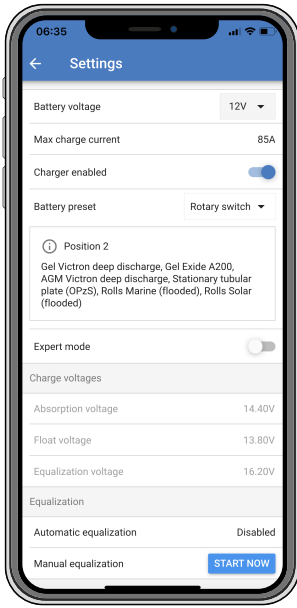 06:35
Settings
Battery voltage 12V
Max charge current 85A
Charger enabled
Battery preset Rotary switch
Position 2
Gel Victron deep discharge, Gel Exide A200,
AGM Victron deep discharge, Stationary tubular
plate (OPzS), Rolls Marine (flooded), Rolls Solar
(flooded)
Expert mode
Charge voltages
Absorption voltage 14.40V
Float voltage 13.80V
Equalization voltage 16.20V
Equalization
Automatic equalization Disabled
Manual equalization START NOW